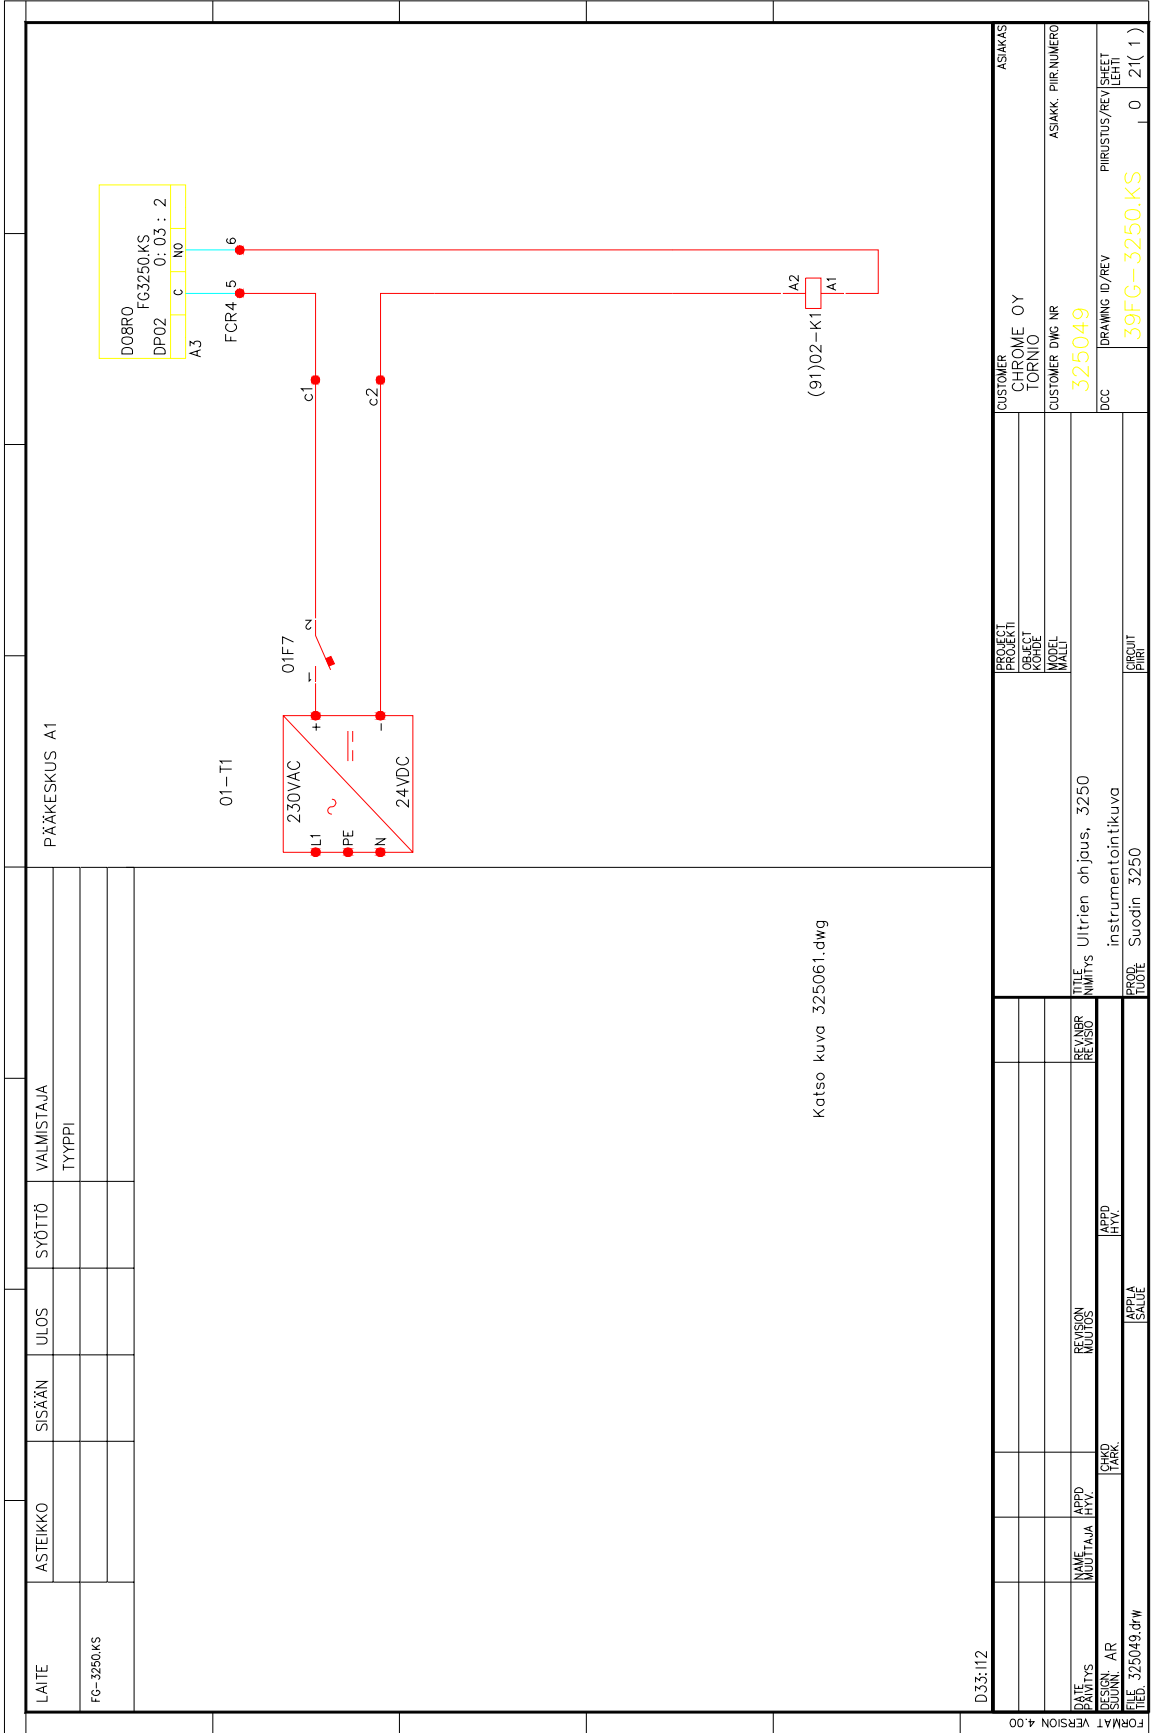 LAITE
ASTEIKKO
SISÄÄN
ULOS
SYÖTTÖ
VALMISTAJA
TYYPPI
FG-3250.KS
PÄÄKESKUS A1
01-T1
230VAC
24VDC
L1
PE
N
~
+
-
01F7
1
2
c1
c2
DO8RO
FG3250.KS
DP02
0: 03 : 2
C
NO
A3
FCR4
5
6
A2
A1
(91)02-K1
Katso kuva 325061.dwg
D33:I12
DATE
PÄIVITYS
NAME
MUUTTAJA
APPD
HYV.
REVISION
MUUTOS
REV.NBR
REVISIO
DESIGN.
SUUNN. AR
CHKD
TARK.
APPD
HYV.
FILE
TIED. 325049.drw
APPLA
SALUE
FORMAT VERSION 4.00
PROJECT
PROJEKTI
OBJECT
KOHDE
MODEL
MALLI
TITLE
NIMITYS Ultrien ohjaus, 3250
instrumentointikuva
PROD.
TUOTE Suodin 3250
CIRCUIT
PIIRI
CUSTOMER
ASIAKAS
CHROME OY
TORNIO
CUSTOMER DWG NR
ASIAKK. PIIR.NUMERO
325049
DCC
DRAWING ID/REV
PIIRUSTUS/REV
SHEET
LEHTI
39FG-3250.KS
0
21( 1 )